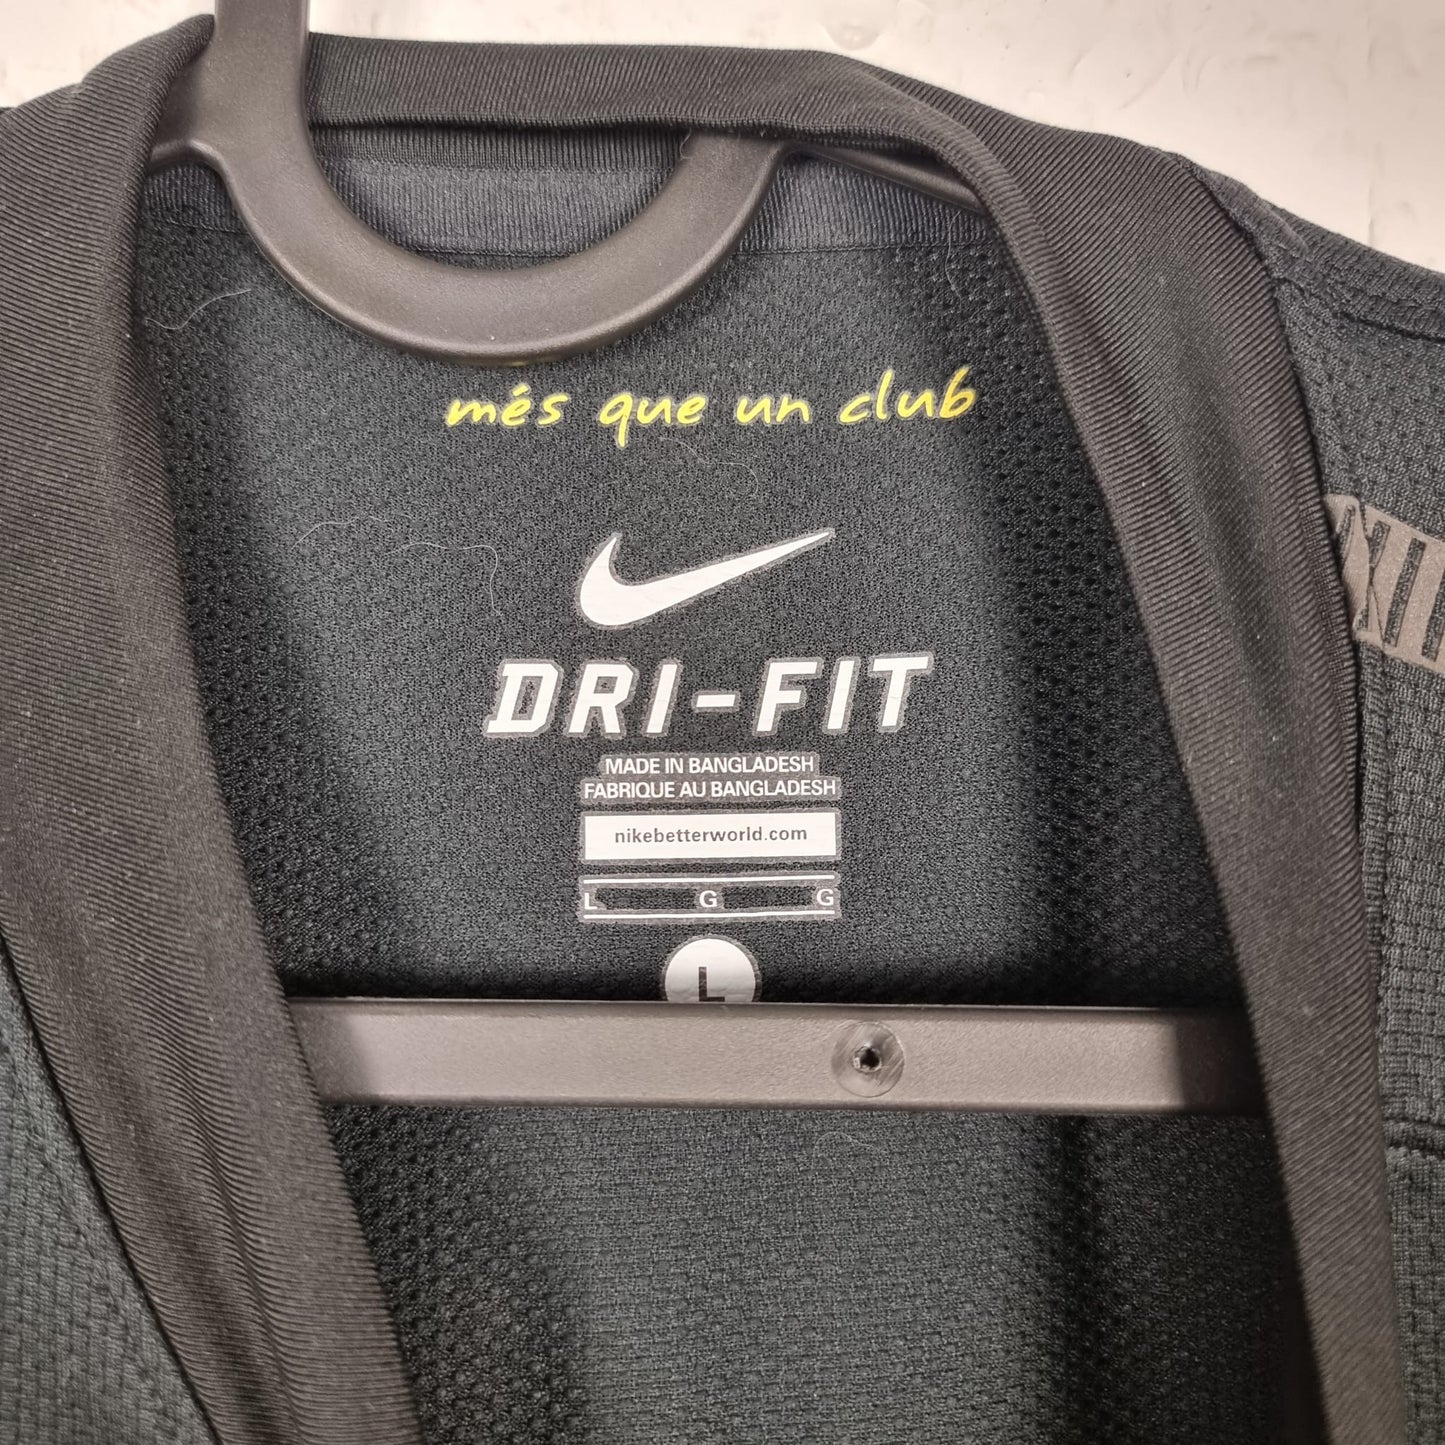 més que un club
DRI-FIT
MADE IN BANGLADESH
FABRIQUE AU BANGLADESH
nikebetterworld.com
L G G
L